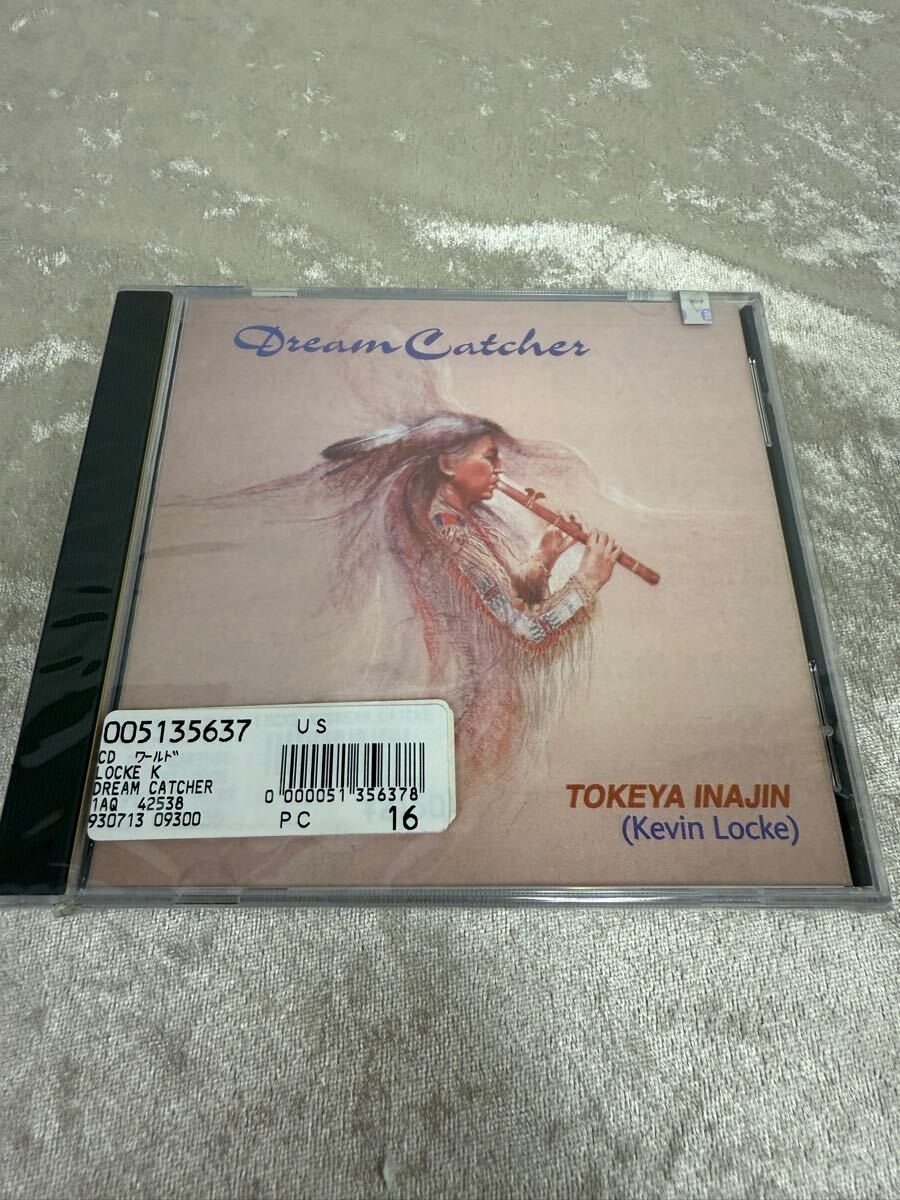 Dream Catcher
005135637 US
CD ワールド
LOCKE K
DREAM CATCHER
1AQ 42538
930713 09300
0 000051 356378
PC 16
TOKEYA INAJIN
(Kevin Locke)